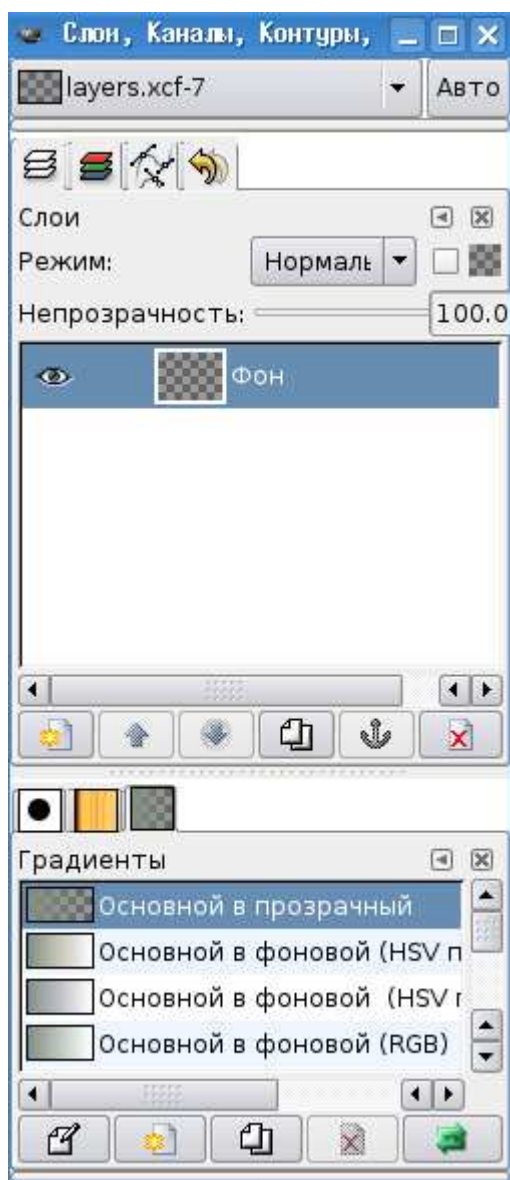 Слои, Каналы, Контуры,
layers.xcf-7
Авто
Слои
Режим:
Нормаль
Непрозрачность:
100.0
Фон
Градиенты
Основной в прозрачный
Основной в фоновой (HSV п
Основной в фоновой (HSV г
Основной в фоновой (RGB)